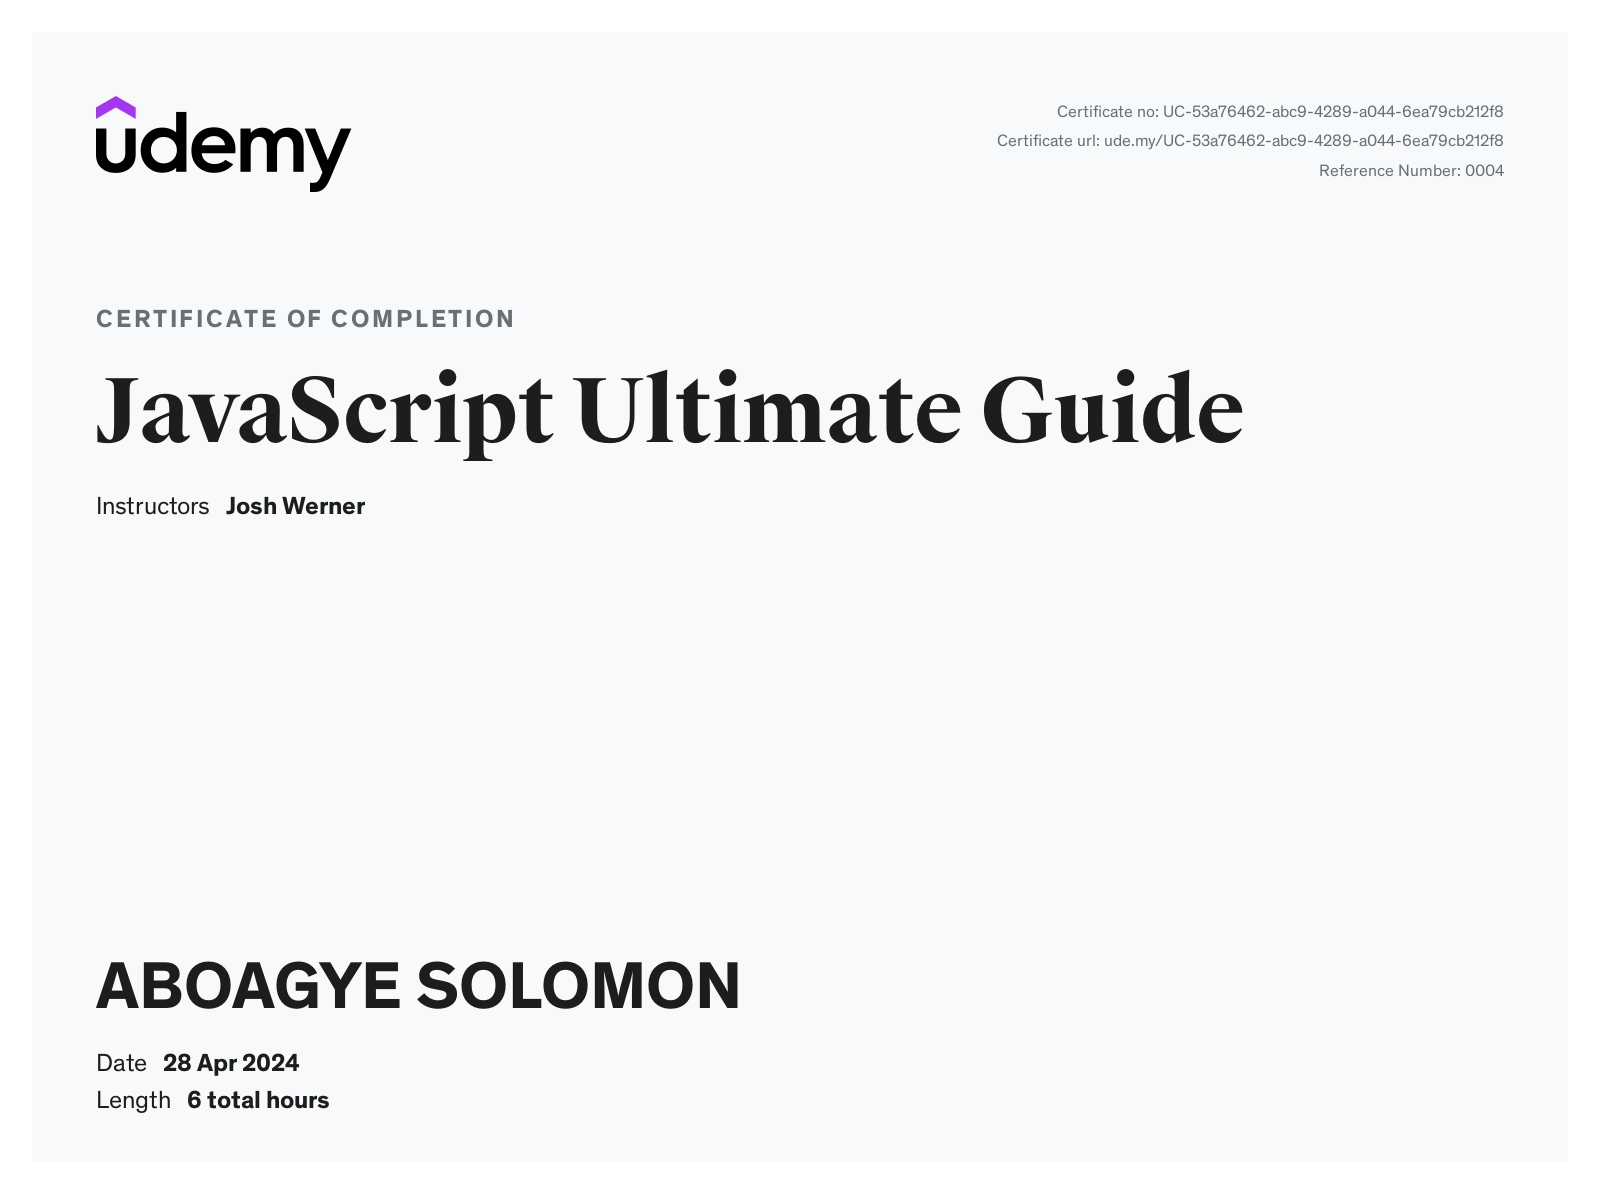 udemy
Certificate no: UC-53a76462-abc9-4289-a044-6ea79cb212f8
Certificate url: ude.my/UC-53a76462-abc9-4289-a044-6ea79cb212f8
Reference Number: 0004
CERTIFICATE OF COMPLETION
JavaScript Ultimate Guide
Instructors Josh Werner
ABOAGYE SOLOMON
Date 28 Apr 2024
Length 6 total hours